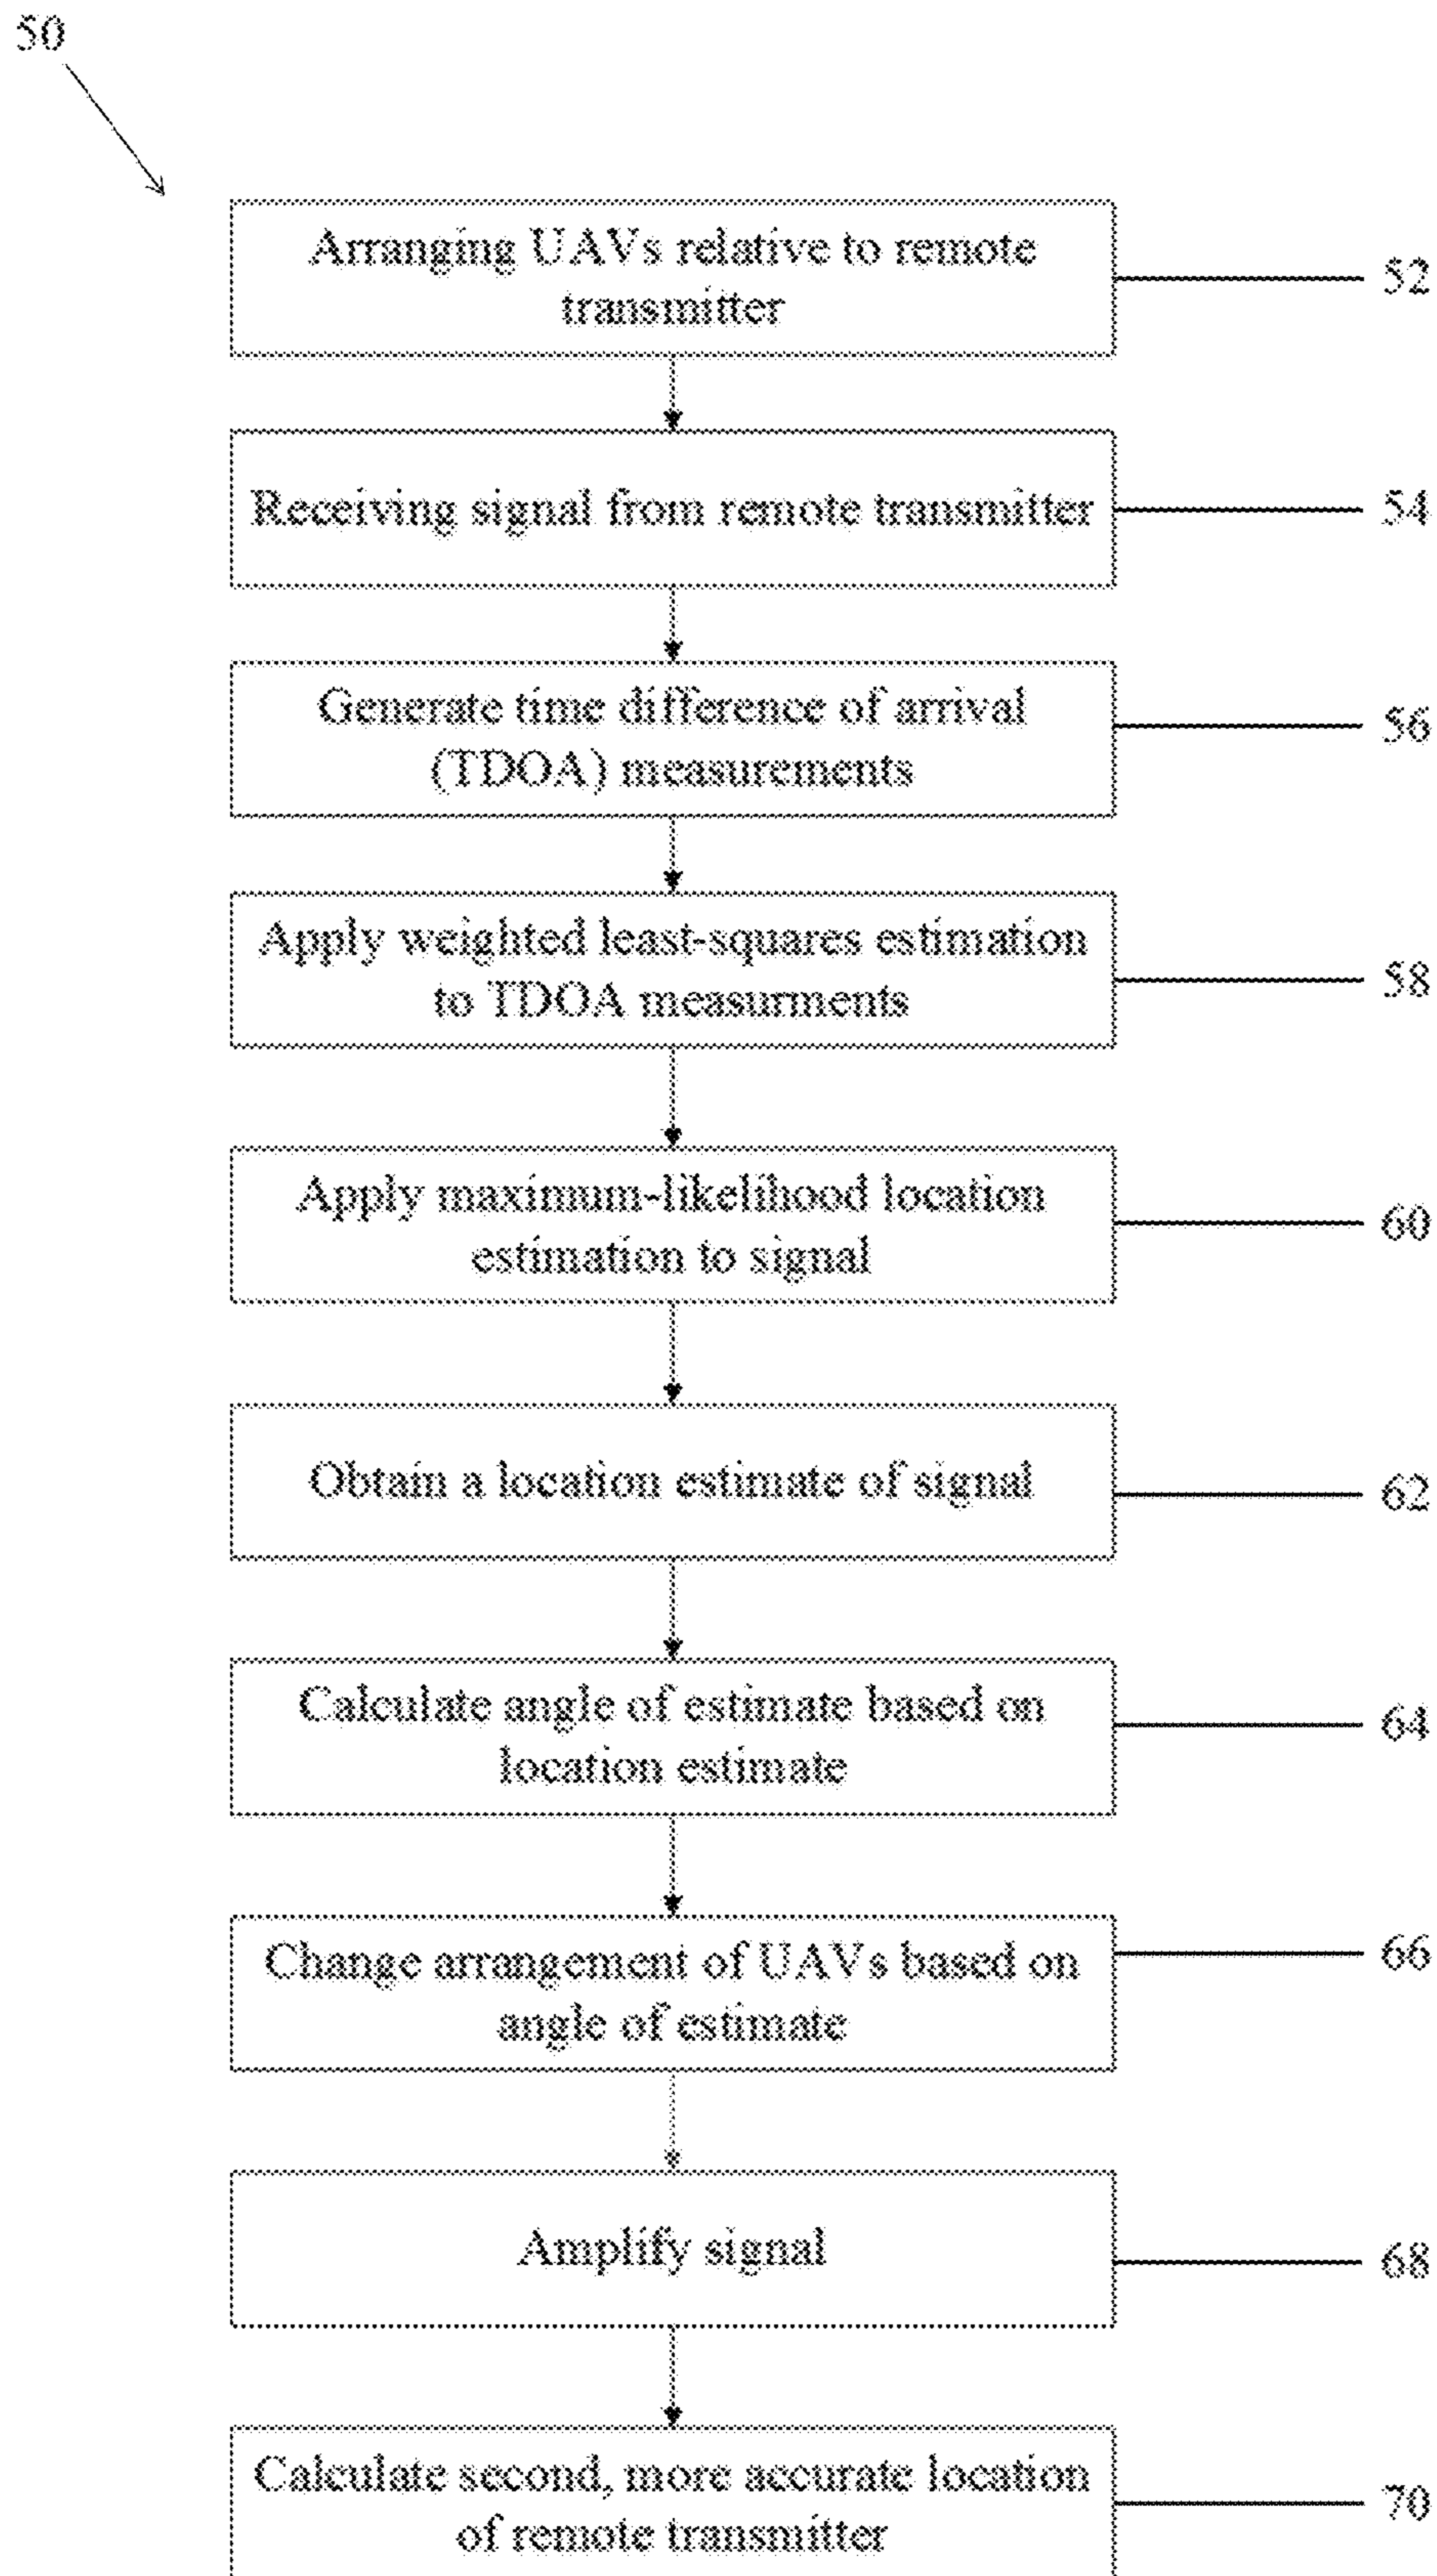 50
Arranging UAVs relative to remote
transmitter
52
Receiving signal from remote transmitter
54
Generate time difference of arrival
(TDOA) measurements
56
Apply weighted least-squares estimation
to TDOA measurments
58
Apply maximum-likelihood location
estimation to signal
60
Obtain a location estimate of signal
62
Calculate angle of estimate based on
location estimate
64
Change arrangement of UAVs based on
angle of estimate
66
Amplify signal
68
Calculate second, more accurate location
of remote transmitter
70